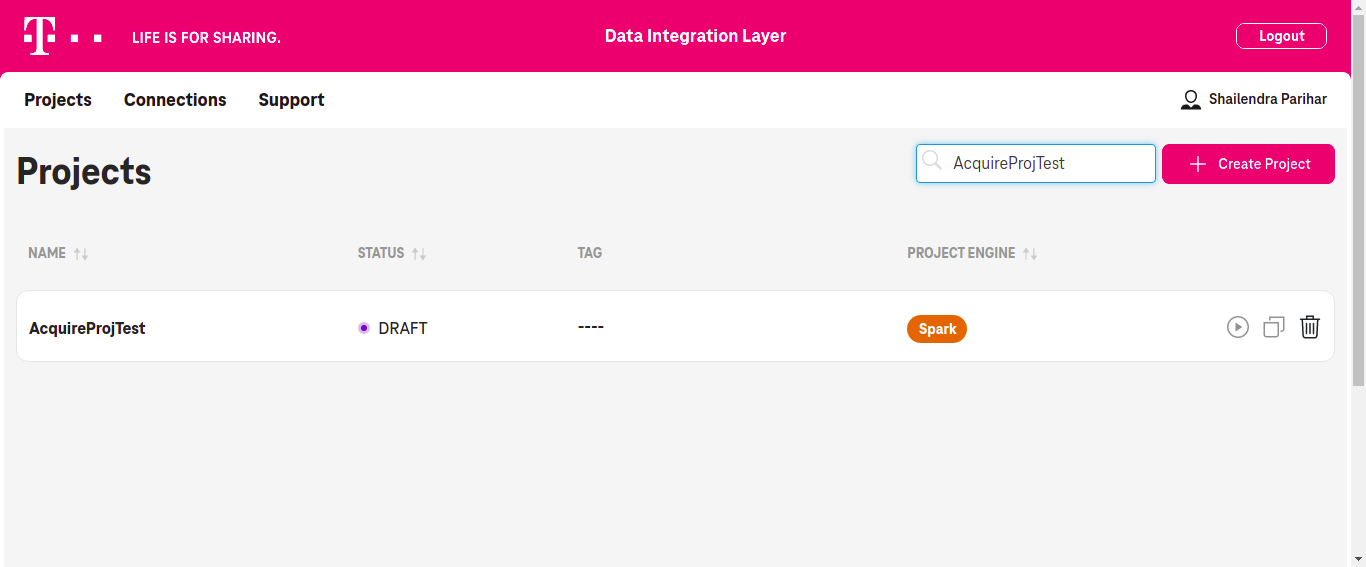 T
LIFE IS FOR SHARING.
Data Integration Layer
Logout
Projects
Connections
Support
Shailendra Parihar
Projects
AcquireProjTest
Create Project
NAME
STATUS
TAG
PROJECT ENGINE
AcquireProjTest
DRAFT
----
Spark